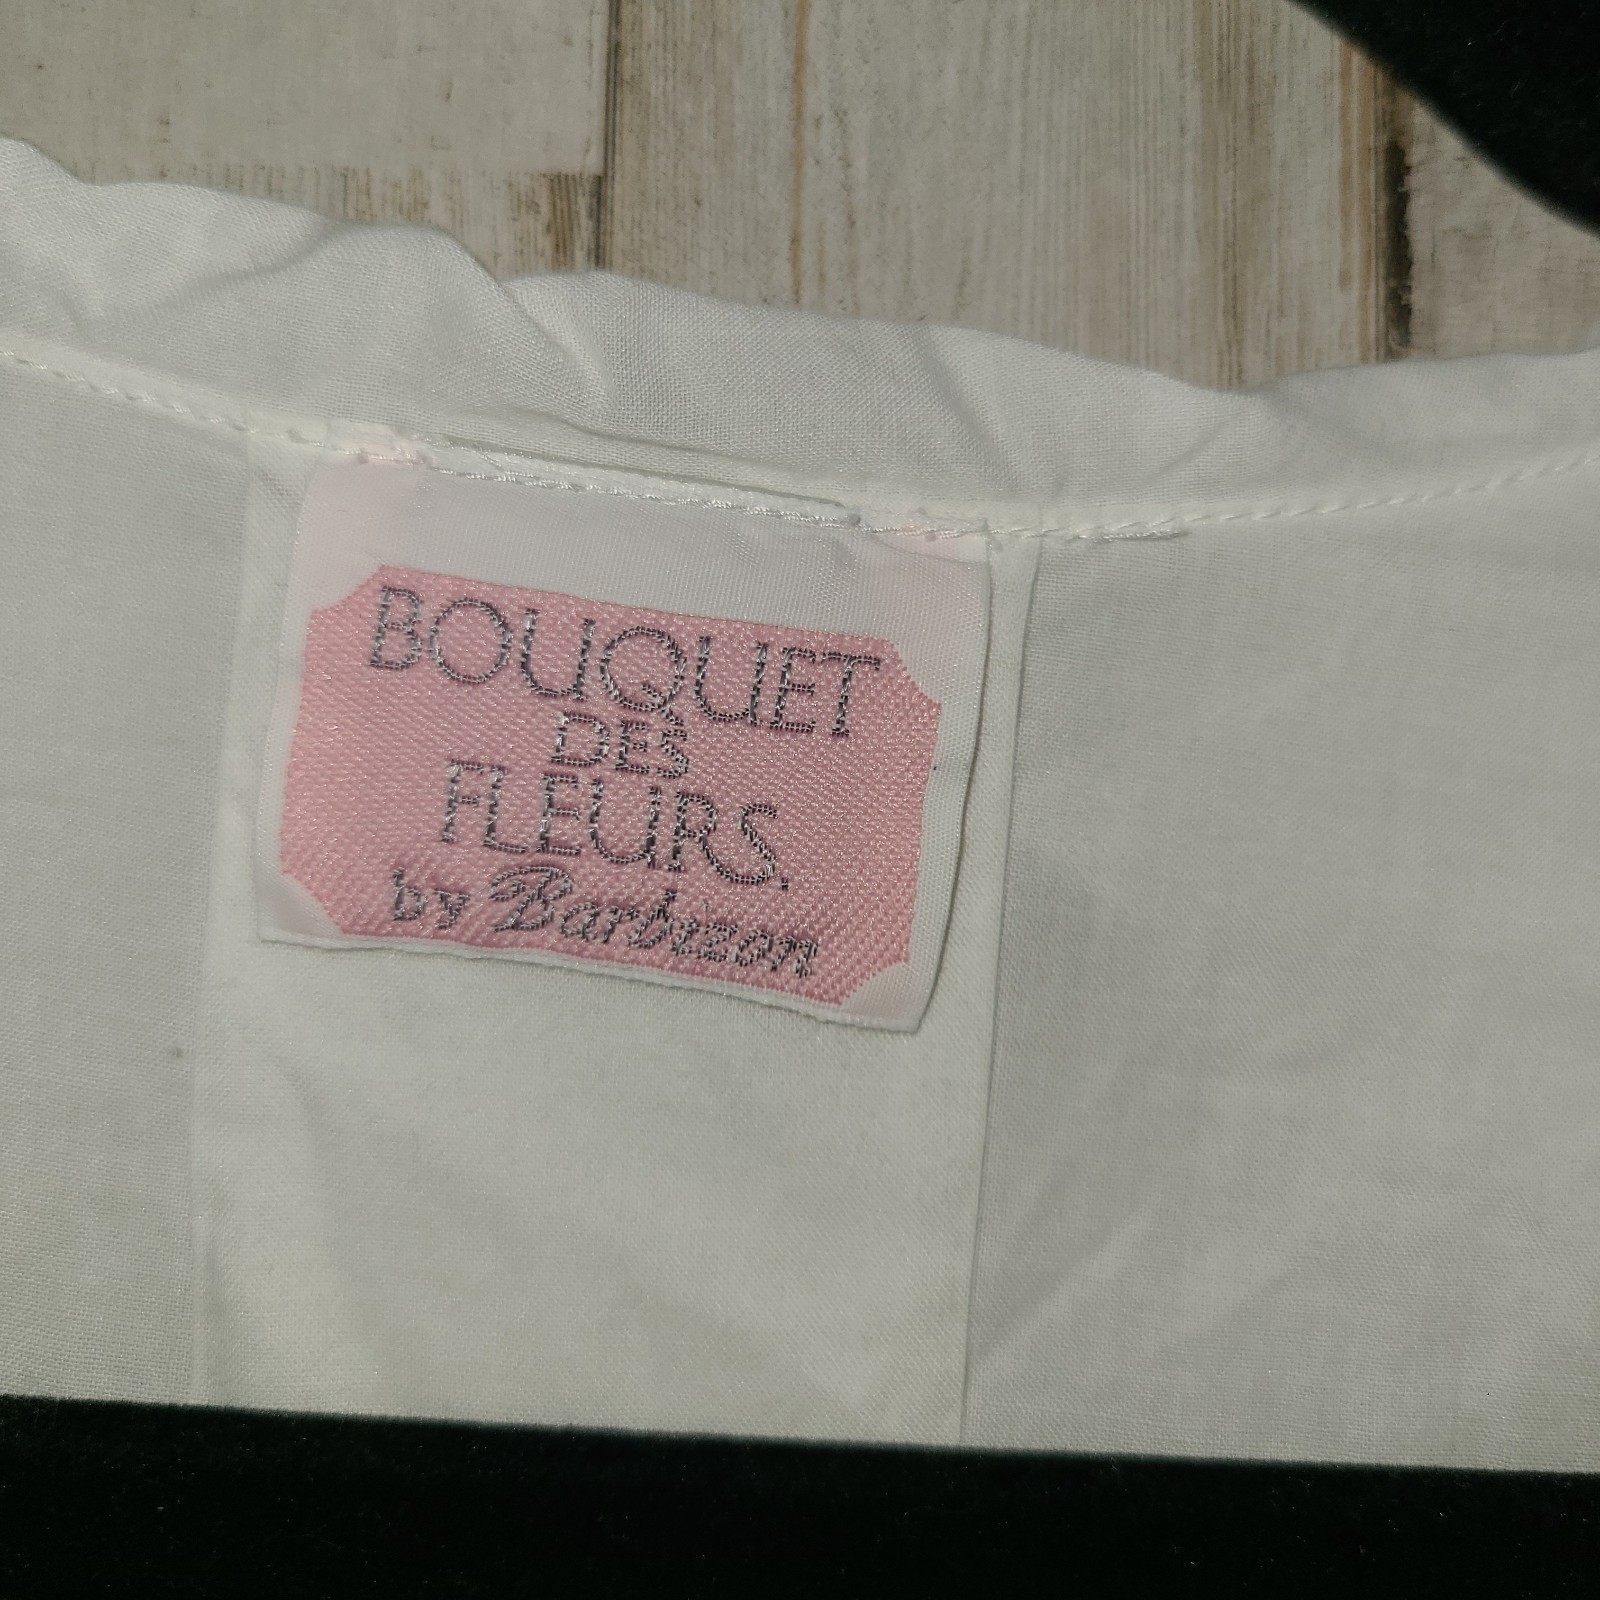 BOUQUET
DES
FLEURS.
by Barbizon